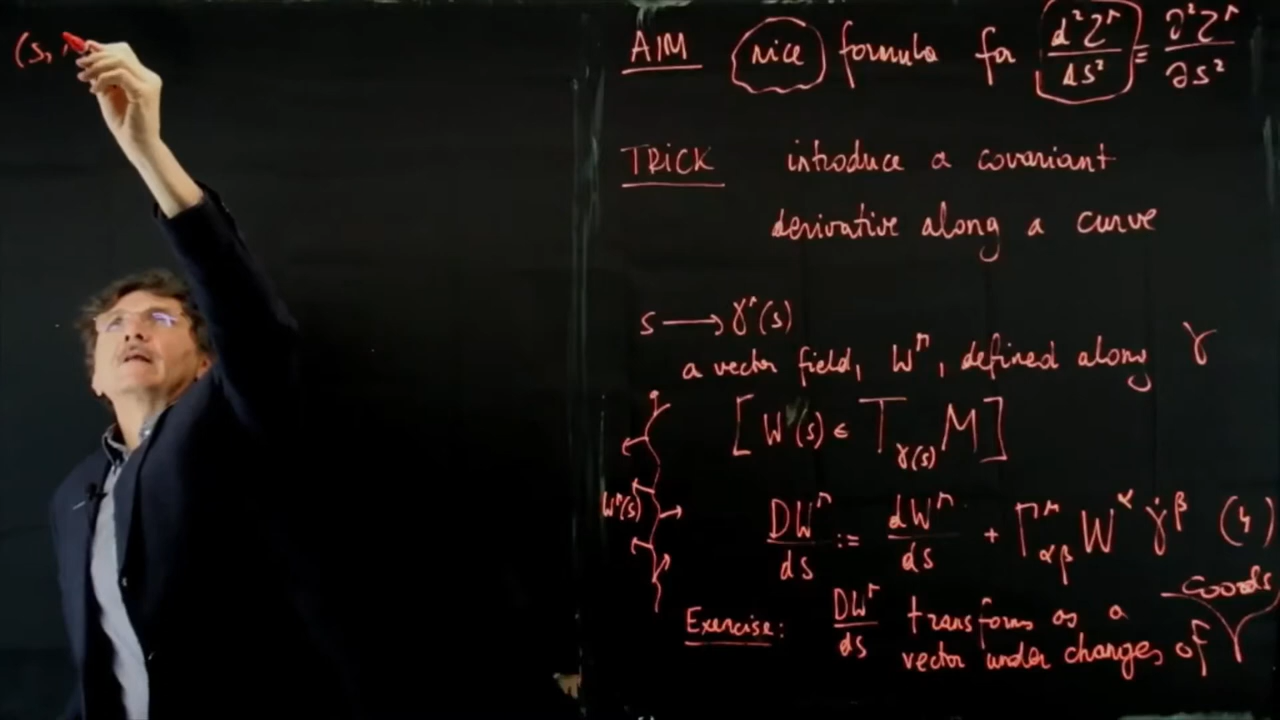 (s,
AIM nice formula for d²Z^μ/ds² = ∂²Z^μ/∂s²
TRICK introduce a covariant
derivative along a curve
s → γ^μ(s)
a vector field, W^μ, defined along γ
[W(s) ∈ T_γ(s) M]
W^μ(s)
DW^μ/ds := dW^μ/ds + Γ^μ_αβ W^α γ̇^β (4)
Exercise: DW^μ/ds transforms as a
vector under changes of coords